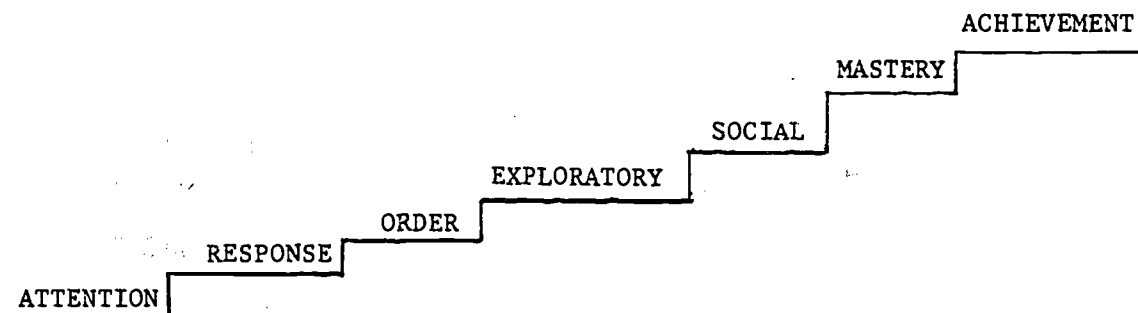 ACHIEVEMENT
MASTERY
SOCIAL
EXPLORATORY
ORDER
RESPONSE
ATTENTION